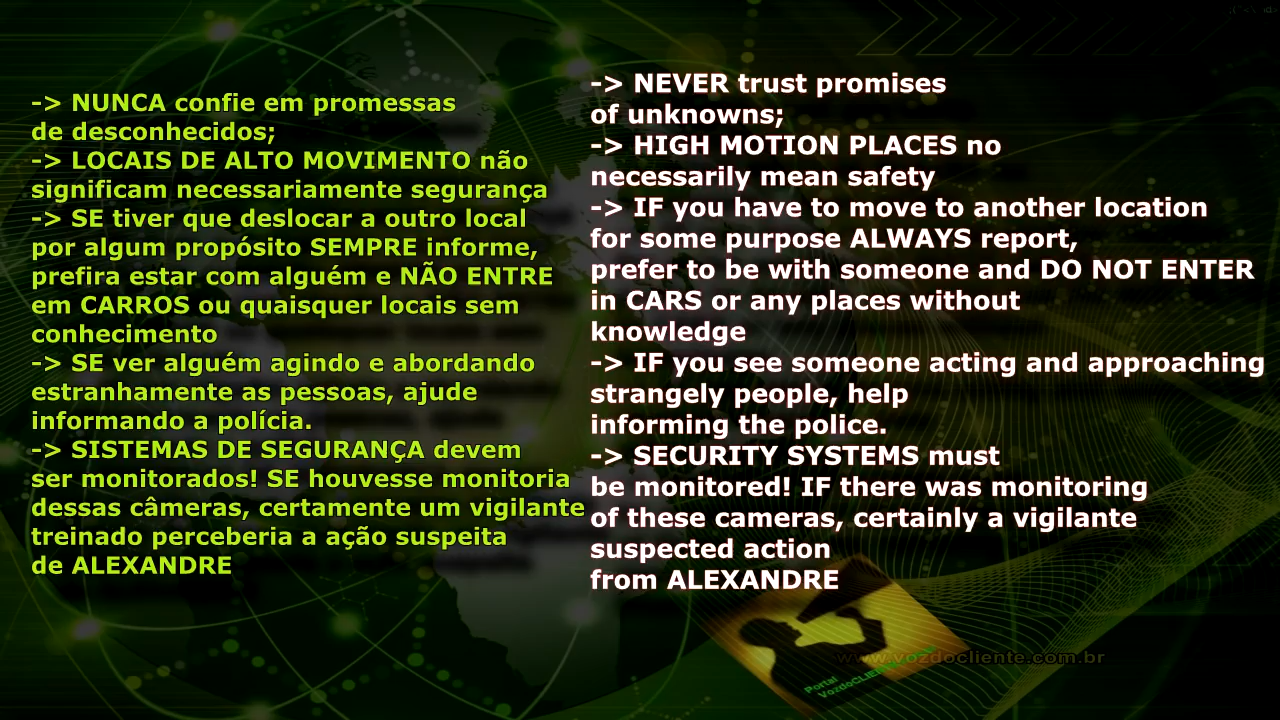 -> NUNCA confie em promessas
de desconhecidos;
-> LOCAIS DE ALTO MOVIMENTO não
significam necessariamente segurança
-> SE tiver que deslocar a outro local
por algum propósito SEMPRE informe,
prefira estar com alguém e NÃO ENTRE
em CARROS ou quaisquer locais sem
conhecimento
-> SE ver alguém agindo e abordando
estranhamente as pessoas, ajude
informando a polícia.
-> SISTEMAS DE SEGURANÇA devem
ser monitorados! SE houvesse monitoria
dessas câmeras, certamente um vigilante
treinado perceberia a ação suspeita
de ALEXANDRE
-> NEVER trust promises
of unknowns;
-> HIGH MOTION PLACES no
necessarily mean safety
-> IF you have to move to another location
for some purpose ALWAYS report,
prefer to be with someone and DO NOT ENTER
in CARS or any places without
knowledge
-> IF you see someone acting and approaching
strangely people, help
informing the police.
-> SECURITY SYSTEMS must
be monitored! IF there was monitoring
of these cameras, certainly a vigilante
suspected action
from ALEXANDRE
www.vozdocliente.com.br
Portal
VozdoCLIE